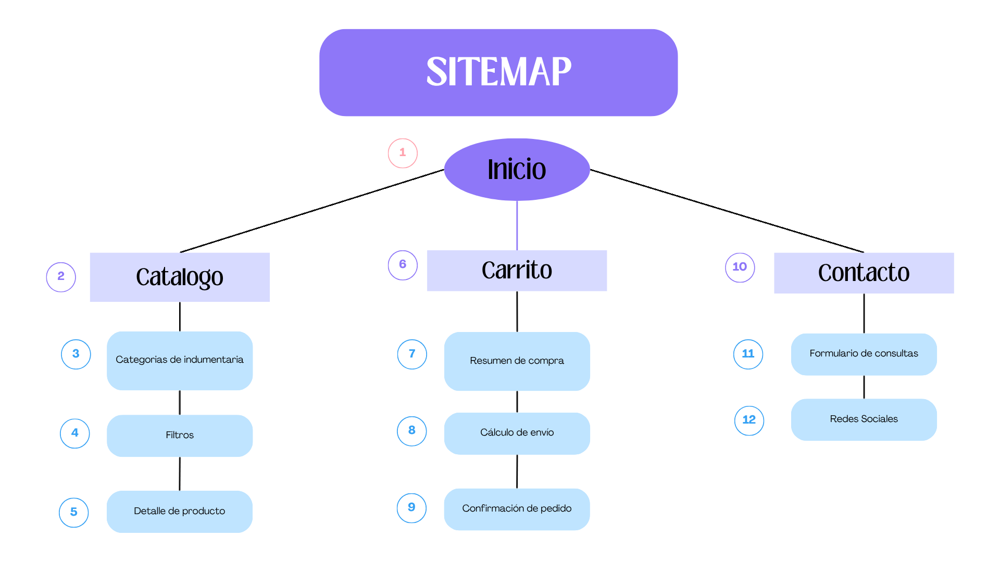 SITEMAP
1
Inicio
2
Catalogo
3
Categorias de indumentaria
4
Filtros
5
Detalle de producto
6
Carrito
7
Resumen de compra
8
Cálculo de envío
9
Confirmación de pedido
10
Contacto
11
Formulario de consultas
12
Redes Sociales